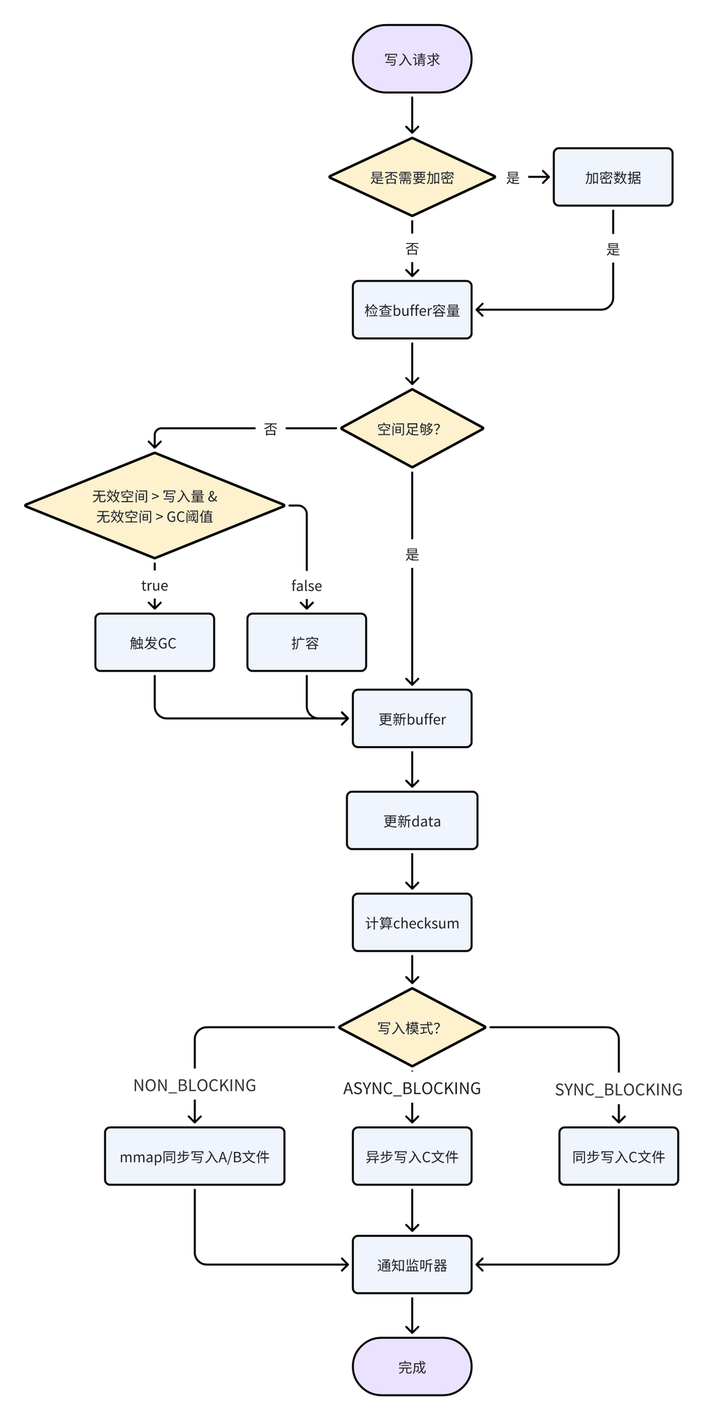 写入请求
是否需要加密
是
加密数据
否
是
检查buffer容量
空间足够?
否
无效空间 > 写入量 &
无效空间 > GC阈值
是
true
false
触发GC
扩容
更新buffer
更新data
计算checksum
写入模式?
NON_BLOCKING
ASYNC_BLOCKING
SYNC_BLOCKING
mmap同步写入A/B文件
异步写入C文件
同步写入C文件
通知监听器
完成